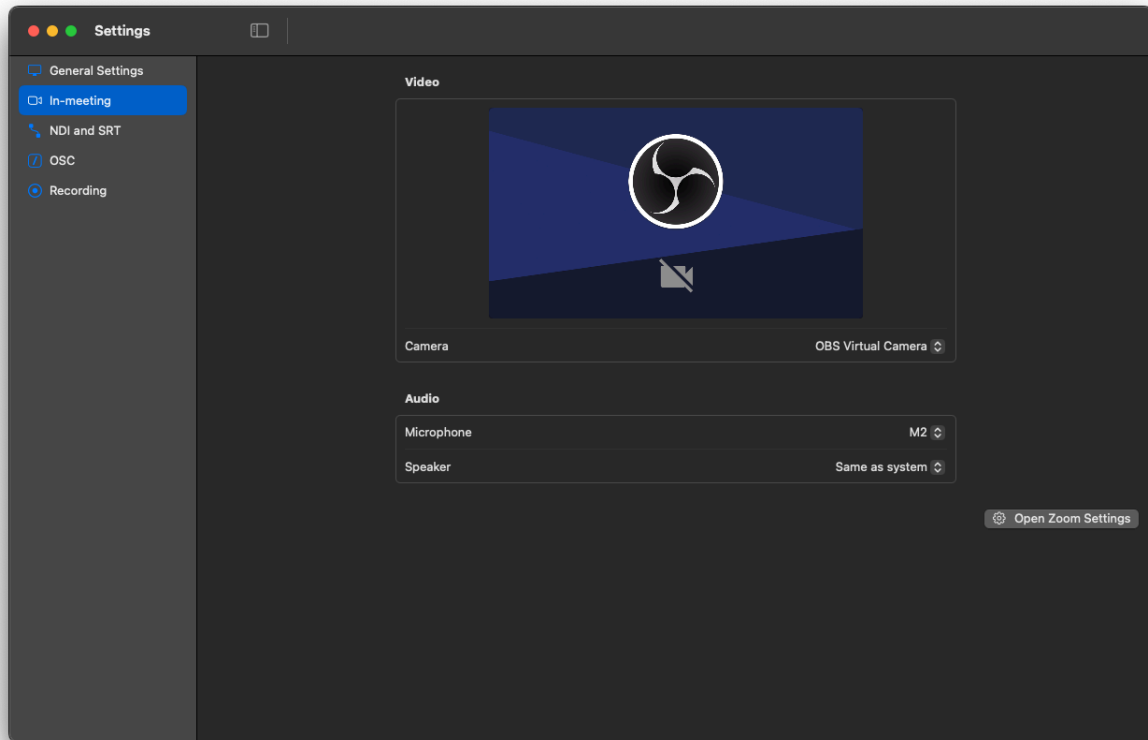 Settings
General Settings
In-meeting
NDI and SRT
OSC
Recording
Video
Camera
OBS Virtual Camera
Audio
Microphone
M2
Speaker
Same as system
Open Zoom Settings